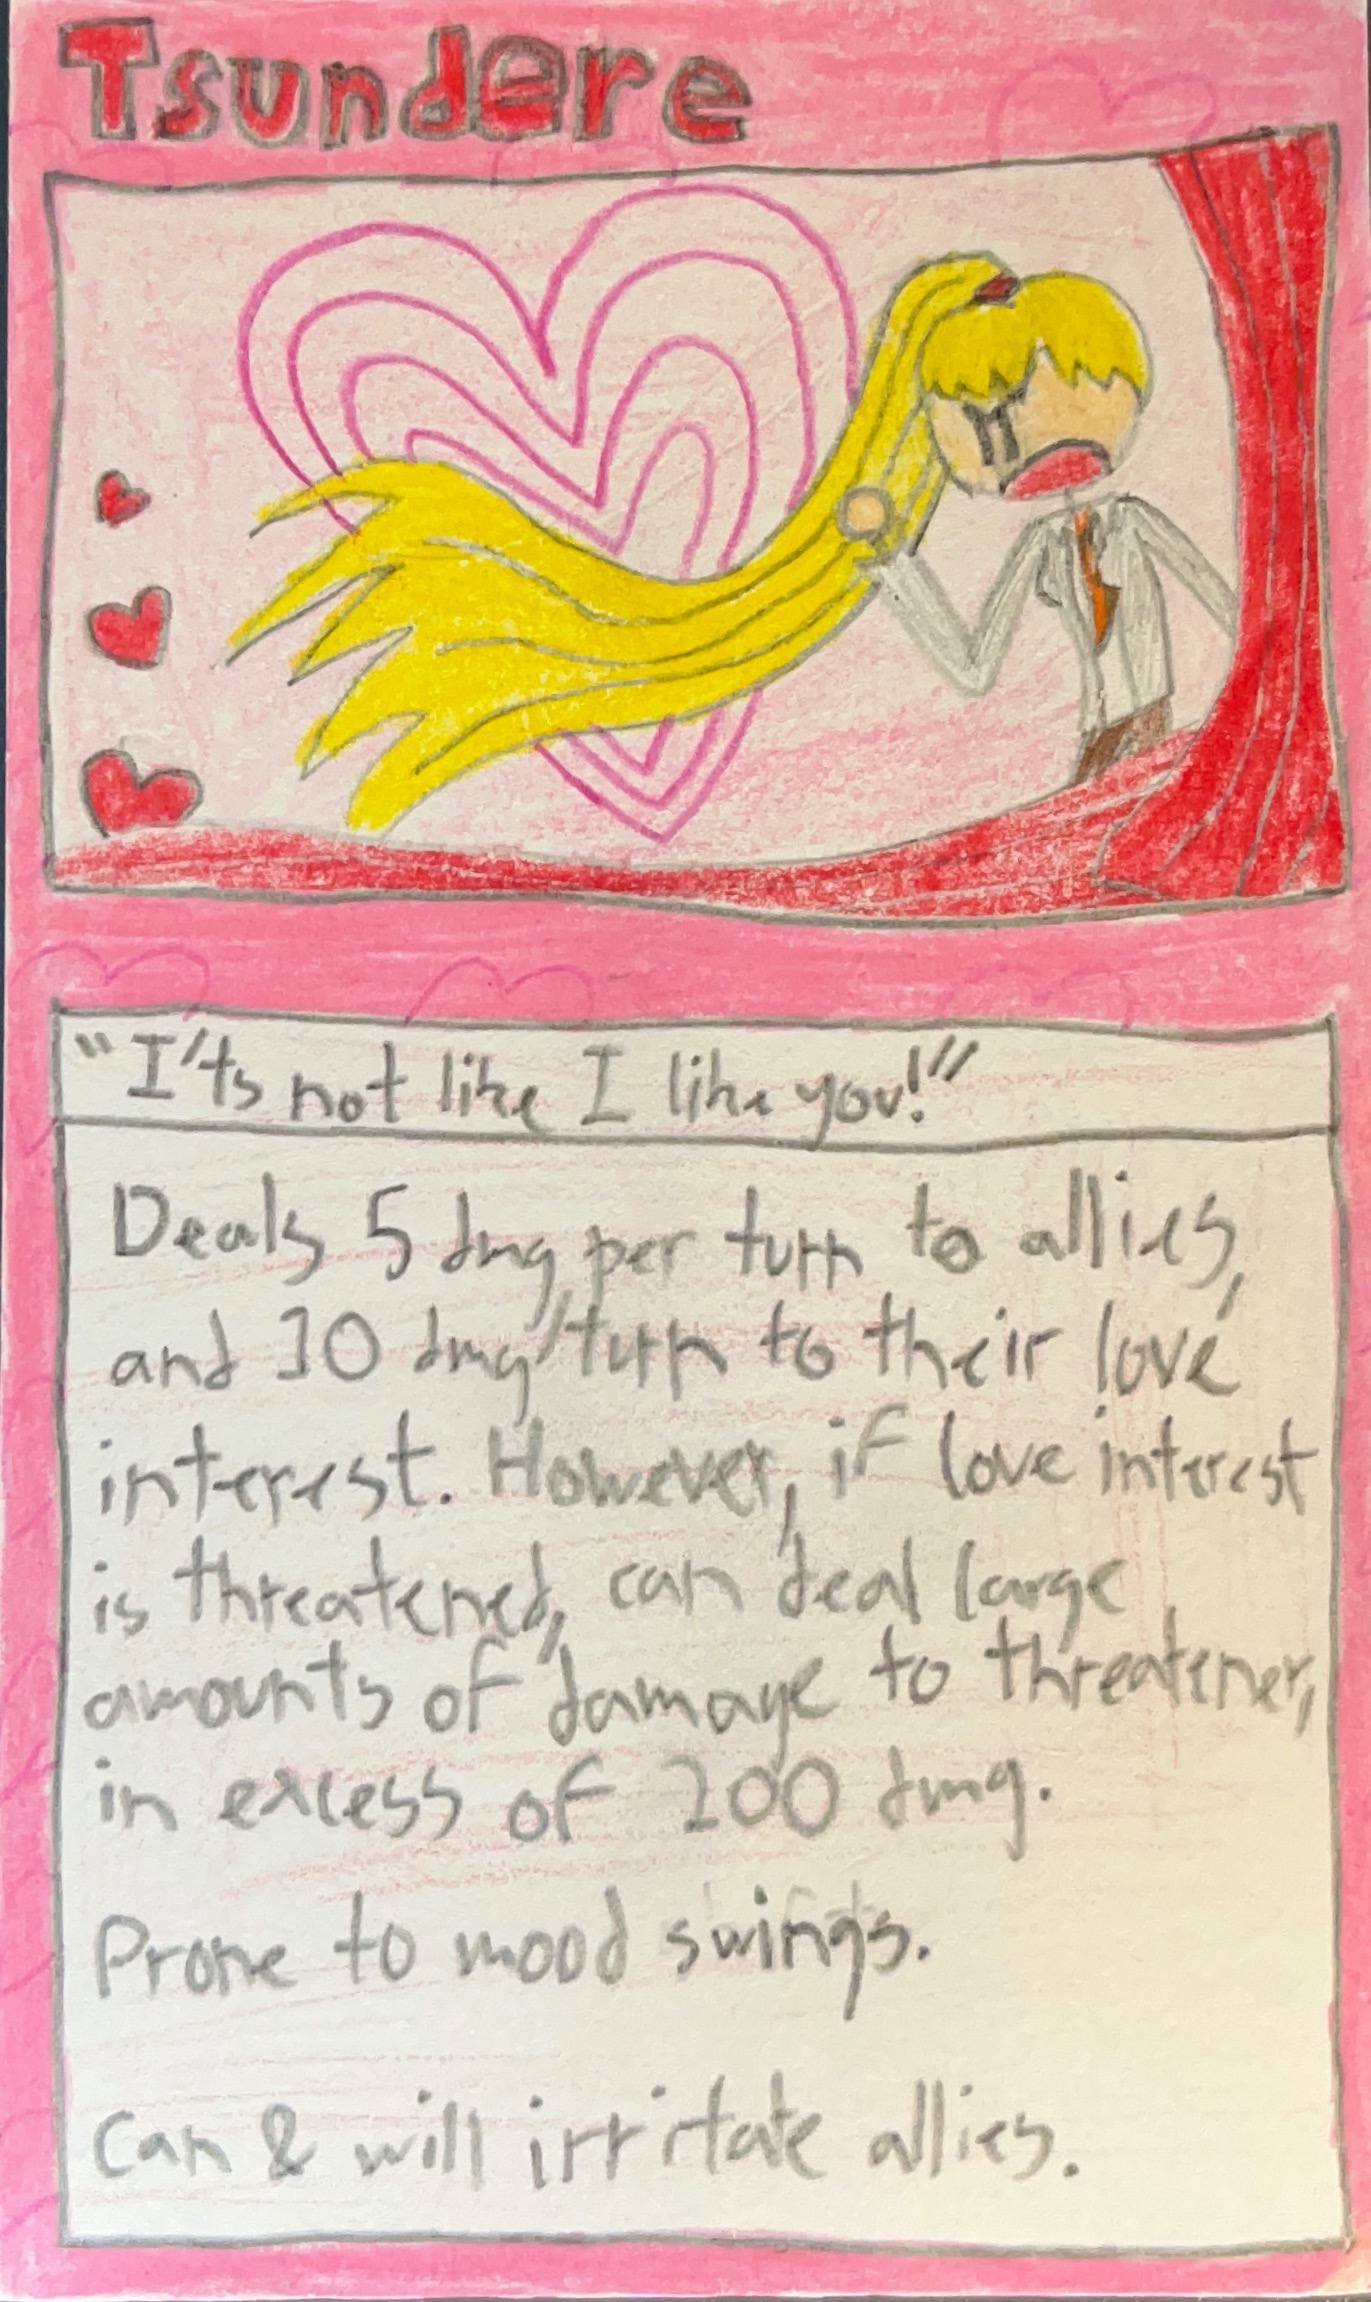 Tsundere
"I'ts not like I like you!"
Deals 5 dmg per turn to allies,
and 10 dmg/turn to their love
interest. However, if love interest
is threatened, can deal large
amounts of damage to threatener,
in excess of 200 dmg.
Prone to mood swings.
Can & will irritate allies.